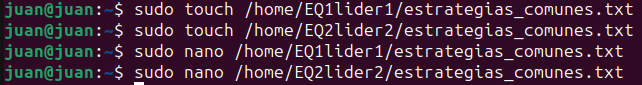 juan@juan:~$ sudo touch /home/EQ1lider1/estrategias_comunes.txt
juan@juan:~$ sudo touch /home/EQ2lider2/estrategias_comunes.txt
juan@juan:~$ sudo nano /home/EQ1lider1/estrategias_comunes.txt
juan@juan:~$ sudo nano /home/EQ2lider2/estrategias_comunes.txt